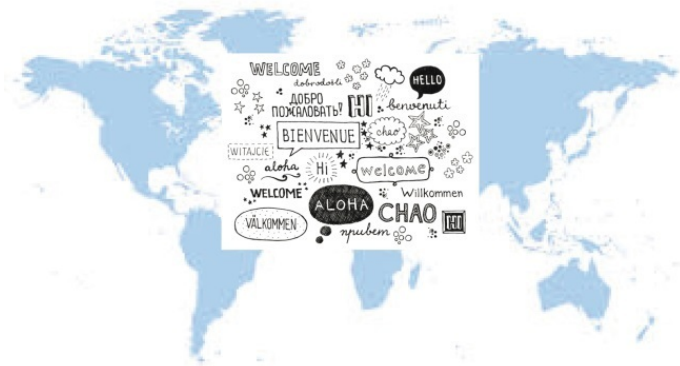 WELCOME
dobrodošli
HELLO
ДОБРО
ПОЖАЛОВАТЬ!
HI
benvenuti
BIENVENUE
chao
WITAJCIE
aloha
Hi
welcome
WELCOME
ALOHA
Willkommen
CHAO
HI
VÄLKOMMEN
привет